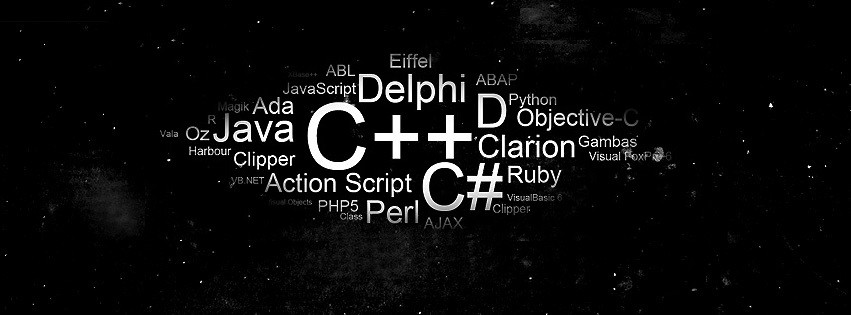 Eiffel
ABL
ABAP
JavaScript
Delphi
Python
Magik
Ada
D
Objective-C
R
Vala
Oz
Java
C++
Clarion
Gambas
Harbour
Clipper
Visual FoxPro 6
VB.NET
Action Script
C#
Ruby
Visual Objects
PHP5
Class
Perl
VisualBasic 6
Clipper
AJAX